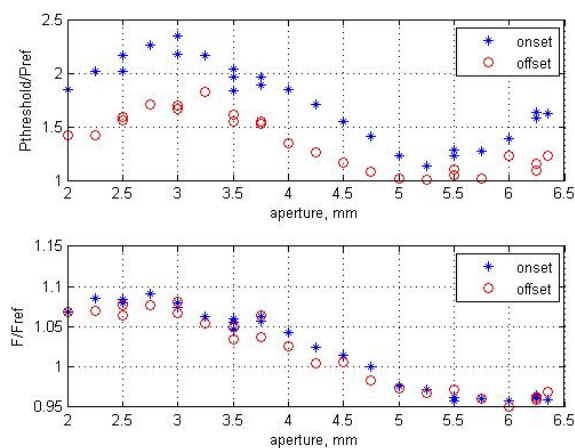 2.5
2
1.5
1
Pthreshold/Pref
onset
offset
2 2.5 3 3.5 4 4.5 5 5.5 6 6.5
aperture, mm
1.15
1.1
1.05
1
0.95
F/Fref
onset
offset
2 2.5 3 3.5 4 4.5 5 5.5 6 6.5
aperture, mm